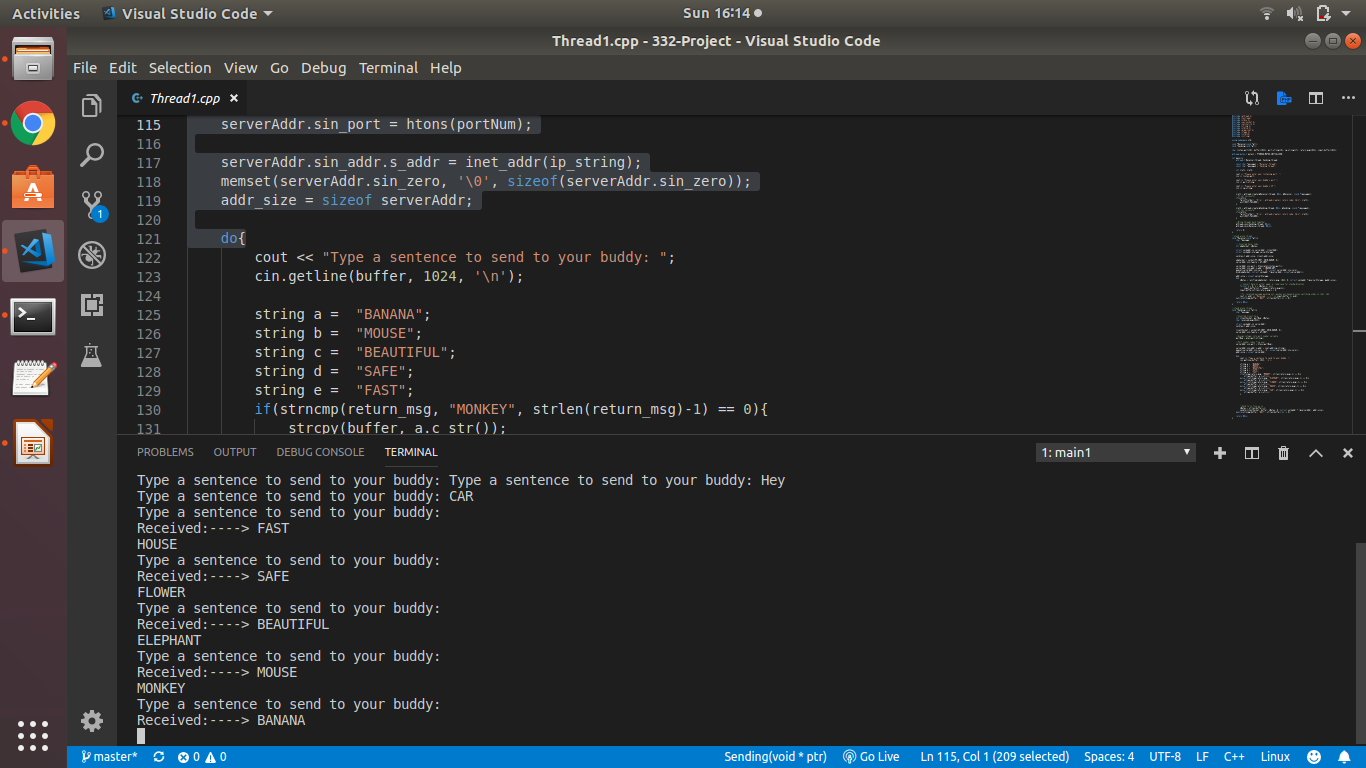 Activities Visual Studio Code Sun 16:14
Thread1.cpp - 332-Project - Visual Studio Code
File Edit Selection View Go Debug Terminal Help
Thread1.cpp
115 serverAddr.sin_port = htons(portNum);
116
117 serverAddr.sin_addr.s_addr = inet_addr(ip_string);
118 memset(serverAddr.sin_zero, '\0', sizeof(serverAddr.sin_zero));
119 addr_size = sizeof serverAddr;
120
121 do{
122 cout << "Type a sentence to send to your buddy: ";
123 cin.getline(buffer, 1024, '\n');
124
125 string a = "BANANA";
126 string b = "MOUSE";
127 string c = "BEAUTIFUL";
128 string d = "SAFE";
129 string e = "FAST";
130 if(strncmp(return_msg, "MONKEY", strlen(return_msg)-1) == 0){
131 strcpy(buffer, a.c_str());
1
PROBLEMS OUTPUT DEBUG CONSOLE TERMINAL 1: main1
Type a sentence to send to your buddy: Type a sentence to send to your buddy: Hey
Type a sentence to send to your buddy: CAR
Type a sentence to send to your buddy:
Received:----> FAST
HOUSE
Type a sentence to send to your buddy:
Received:----> SAFE
FLOWER
Type a sentence to send to your buddy:
Received:----> BEAUTIFUL
ELEPHANT
Type a sentence to send to your buddy:
Received:----> MOUSE
MONKEY
Type a sentence to send to your buddy:
Received:----> BANANA
master* 0 0 Sending(void * ptr) Go Live Ln 115, Col 1 (209 selected) Spaces: 4 UTF-8 LF C++ Linux